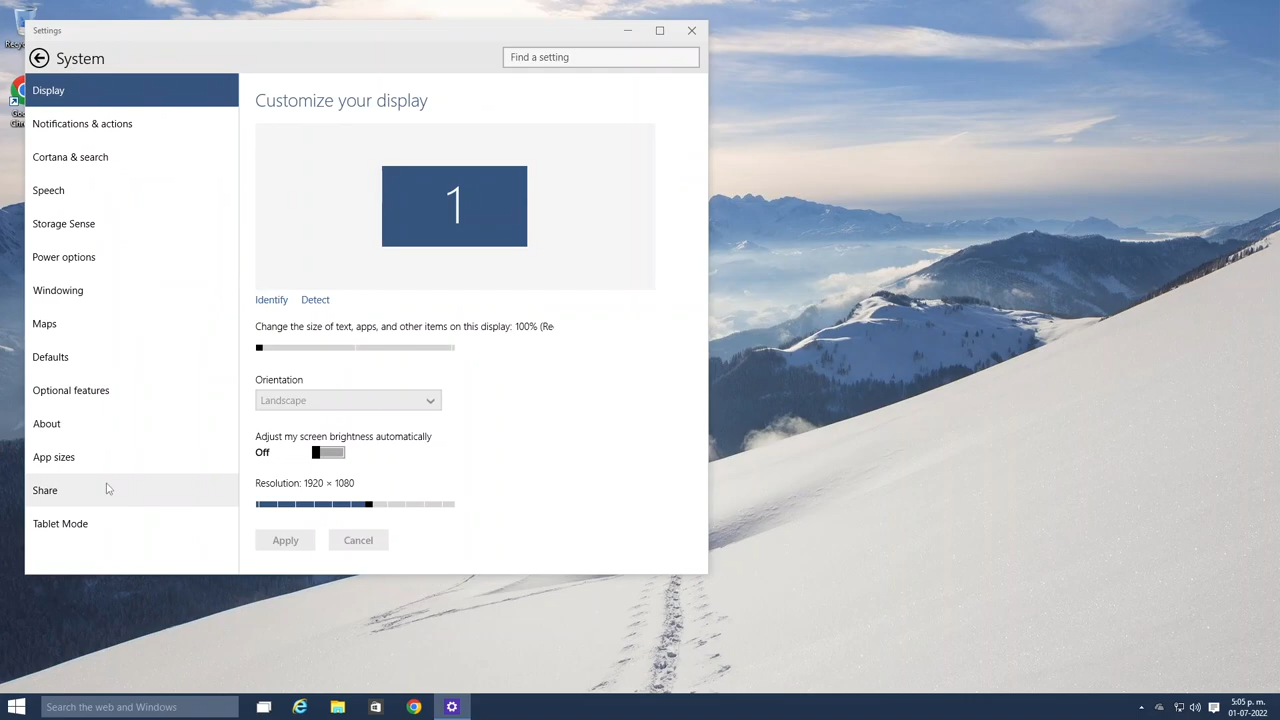 Settings
System
Find a setting
Display
Notifications & actions
Cortana & search
Speech
Storage Sense
Power options
Windowing
Maps
Defaults
Optional features
About
App sizes
Share
Tablet Mode
Customize your display
1
Identify Detect
Change the size of text, apps, and other items on this display: 100% (Re
Orientation
Landscape
Adjust my screen brightness automatically
Off
Resolution: 1920 × 1080
Apply Cancel
Search the web and Windows
5:05 p. m.
01-07-2022